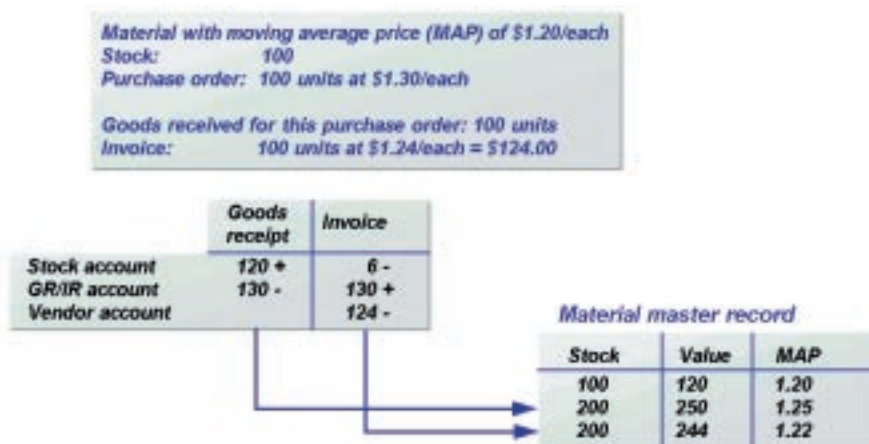 Material with moving average price (MAP) of $1.20/each
Stock: 100
Purchase order: 100 units at $1.30/each
Goods received for this purchase order: 100 units
Invoice: 100 units at $1.24/each = $124.00
Goods receipt Invoice
Stock account 120 + 6 -
GR/IR account 130 - 130 +
Vendor account 124 -
Material master record
Stock Value MAP
100 120 1.20
200 250 1.25
200 244 1.22